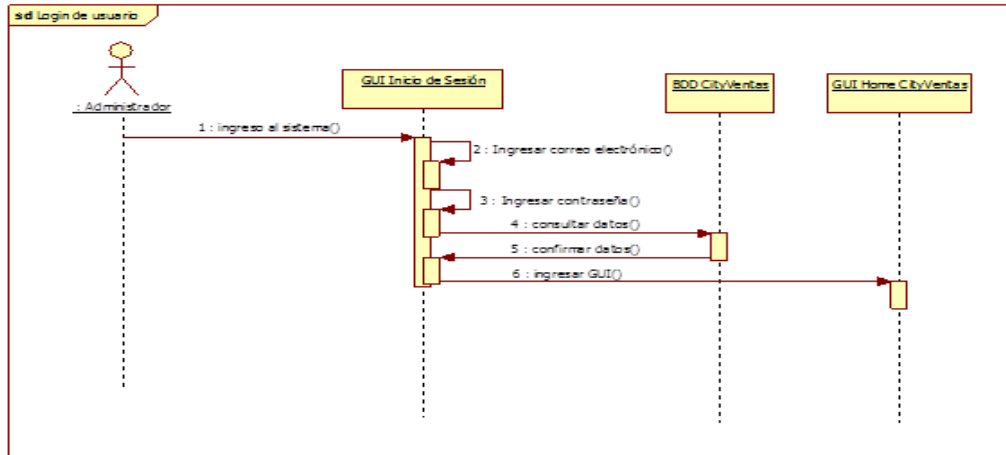 sd Login de usuario
: Administrador
GUI Inicio de Sesión
BDD CityVentas
GUI Home CityVentas
1 : ingreso al sistema()
2 : Ingresar correo electrónico()
3 : Ingresar contraseña()
4 : consultar datos()
5 : confirmar datos()
6 : ingresar GUI()